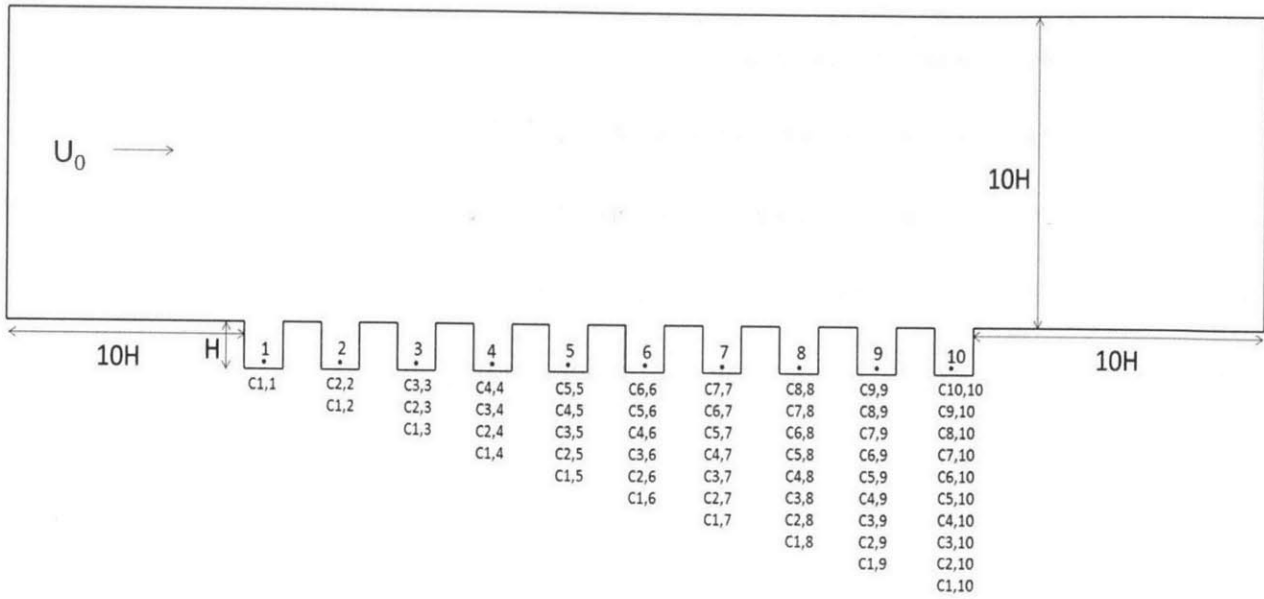 U₀
10H
10H
H
10H
1 2 3 4 5 6 7 8 9 10
C1,1 C2,2 C3,3 C4,4 C5,5 C6,6 C7,7 C8,8 C9,9 C10,10
C1,2 C2,3 C3,4 C4,5 C5,6 C6,7 C7,8 C8,9 C9,10
C1,3 C2,4 C3,5 C4,6 C5,7 C6,8 C7,9 C8,10
C1,4 C2,5 C3,6 C4,7 C5,8 C6,9 C7,10
C1,5 C2,6 C3,7 C4,8 C5,9 C6,10
C1,6 C2,7 C3,8 C4,9 C5,10
C1,7 C2,8 C3,9 C4,10
C1,8 C2,9 C3,10
C1,9 C2,10
C1,10